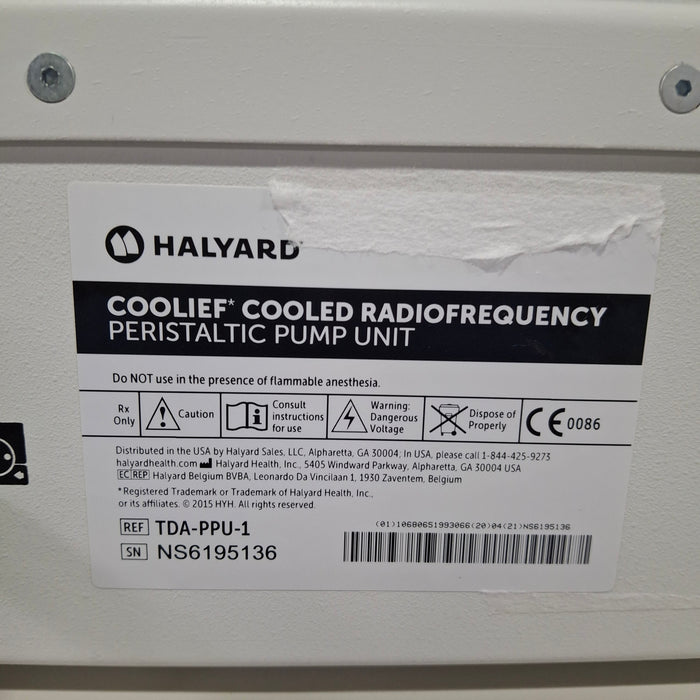 HALYARD
COOLIEF* COOLED RADIOFREQUENCY
PERISTALTIC PUMP UNIT
Do NOT use in the presence of flammable anesthesia.
Rx Only
Caution
Consult instructions for use
Warning: Dangerous Voltage
Dispose of Properly
CE 0086
Distributed in the USA by Halyard Sales, LLC, Alpharetta, GA 30004, In USA, please call 1-844-425-9273
halyardhealth.com Halyard Health, Inc., 5405 Windward Parkway, Alpharetta, GA 30004 USA
EC REP Halyard Belgium BVBA, Leonardo Da Vincilaan 1, 1930 Zaventem, Belgium
*Registered Trademark or Trademark of Halyard Health, Inc.,
or its affiliates. © 2015 HYH. All rights reserved.
REF TDA-PPU-1
(01)10680651993066(20)04(21)NS6195136
SN NS6195136